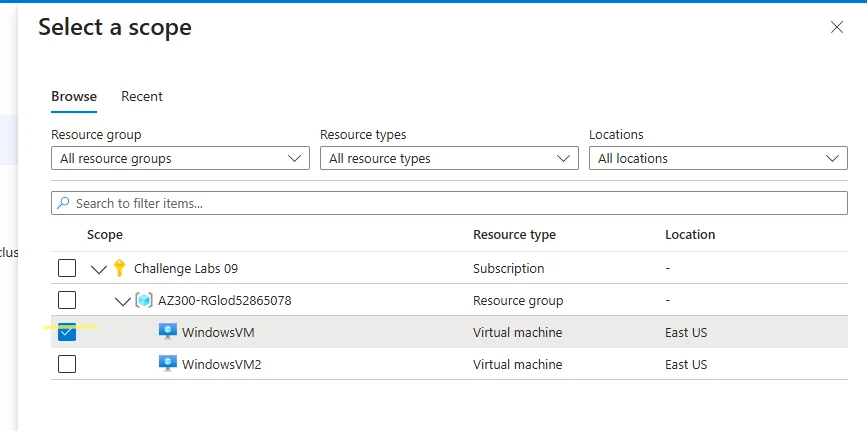 Select a scope
Browse Recent
Resource group Resource types Locations
All resource groups All resource types All locations
Search to filter items...
Scope Resource type Location
Challenge Labs 09 Subscription -
AZ300-RGlod52865078 Resource group -
WindowsVM Virtual machine East US
WindowsVM2 Virtual machine East US
clus